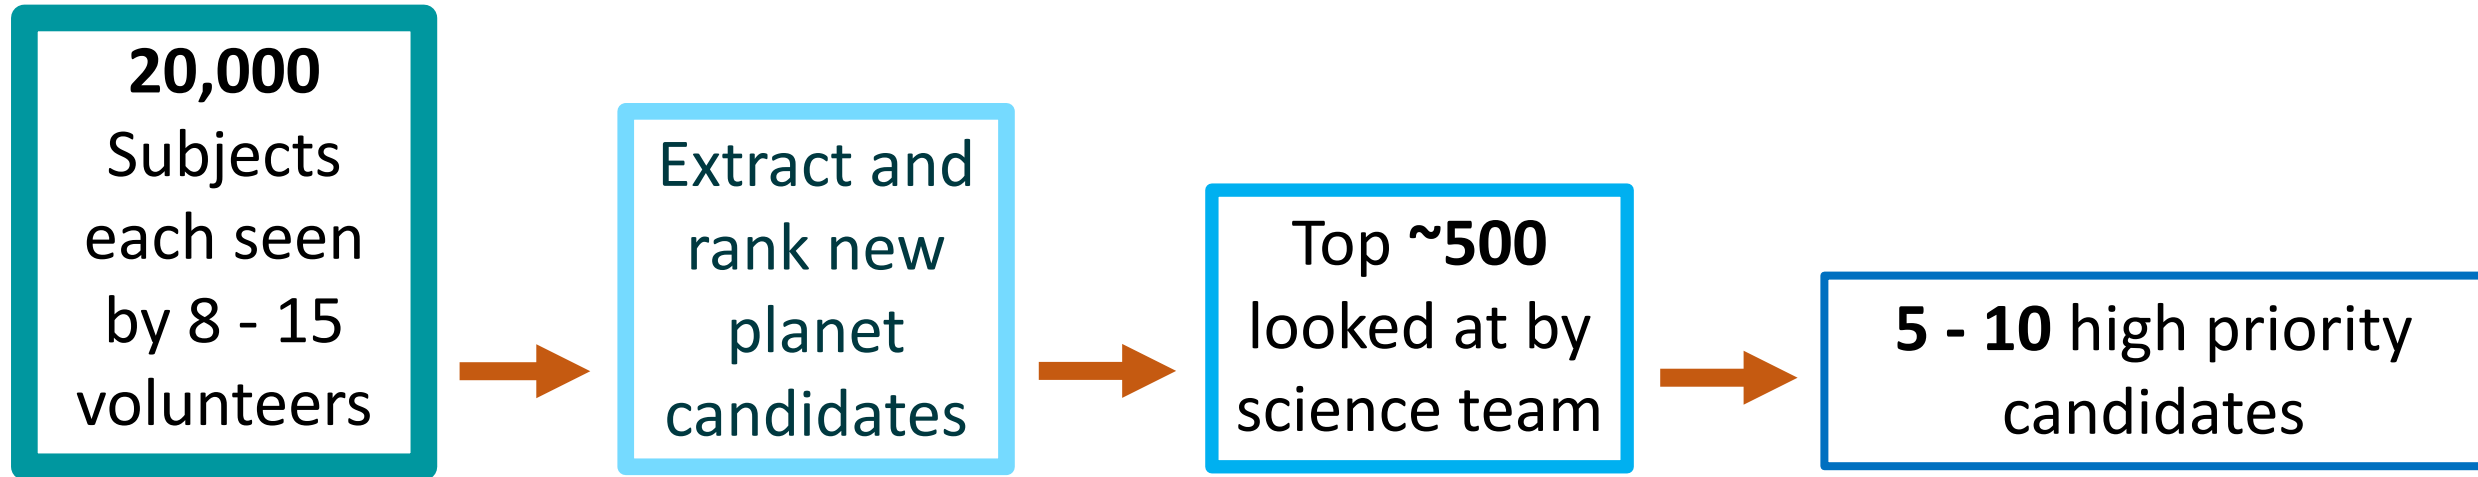 20,000
Subjects
each seen
by 8 - 15
volunteers
Extract and
rank new
planet
candidates
Top ~500
looked at by
science team
5 - 10 high priority
candidates